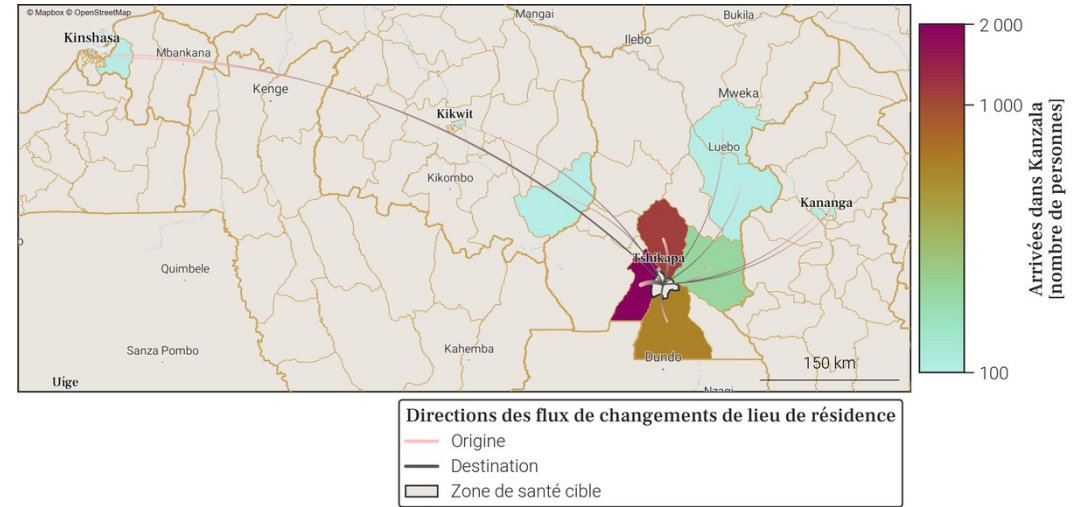 © Mapbox © OpenStreetMap
Mangai
Bukila
Kinshasa
Mbankana
Ilebo
Kenge
Mweka
Kikwit
Luebo
Kikombo
Kananga
Tshikapa
Quimbele
Sanza Pombo
Kahemba
Dundo
150 km
Uíge
Nzagi
2 000
1 000
100
Arrivées dans Kanzala
[nombre de personnes]
Directions des flux de changements de lieu de résidence
Origine
Destination
Zone de santé cible